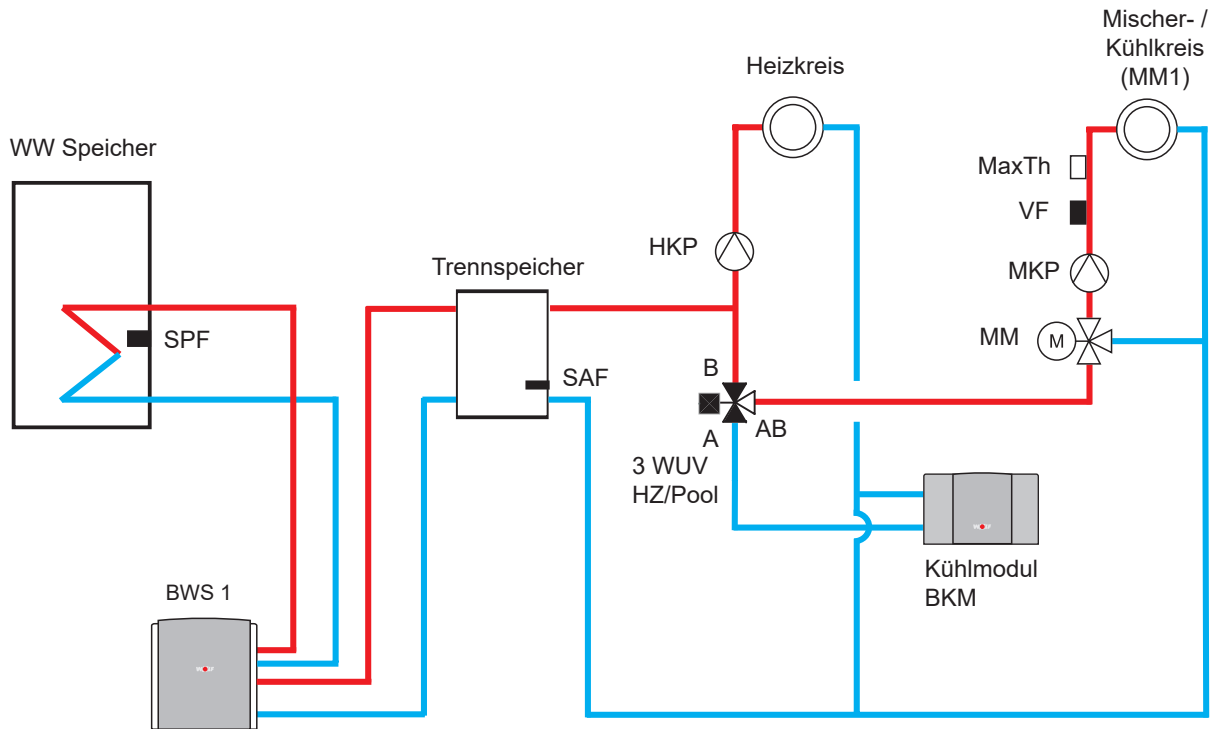 Mischer- /
Kühlkreis
(MM1)
Heizkreis
WW Speicher
MaxTh
VF
HKP
MKP
Trennspeicher
SPF
MM
M
SAF
B
A
AB
3 WUV
HZ/Pool
Kühlmodul
BKM
BWS 1